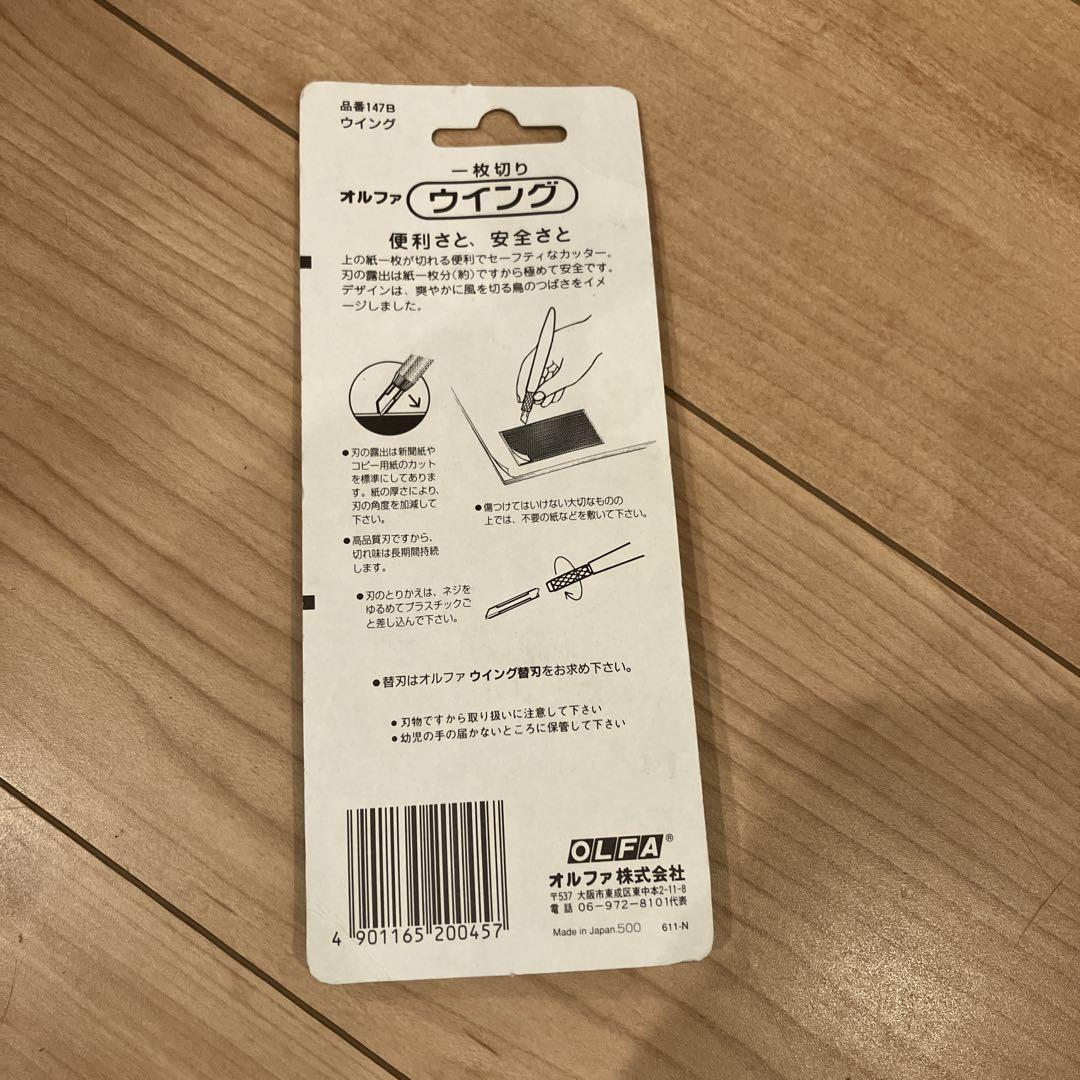 品番147B
ウイング
一枚切り
オルファ ウイング
便利さと、安全さと
上の紙一枚が切れる便利でセーフティなカッター。
刃の露出は紙一枚分(約)ですから極めて安全です。
デザインは、爽やかに風を切る鳥のつばさをイメ
ージしました。
●刃の露出は新聞紙や
コピー用紙のカット
を標準にしてありま
す。紙の厚さにより、
刃の角度を加減して
下さい。
●傷つけてはいけない大切なものの
上では、不要の紙などを敷いて下さい。
●高品質刃ですから、
切れ味は長期間持続
します。
●刃のとりかえは、ネジを
ゆるめてプラスチックご
と差し込んで下さい。
●替刃はオルファ ウイング替刃をお求め下さい。
●刃物ですから取り扱いに注意して下さい
●幼児の手の届かないところに保管して下さい
4 901165 200457
OLFA®
オルファ株式会社
〒537 大阪市東成区東中本2-11-8
電話 06-972-8101代表
Made in Japan.500 611-N